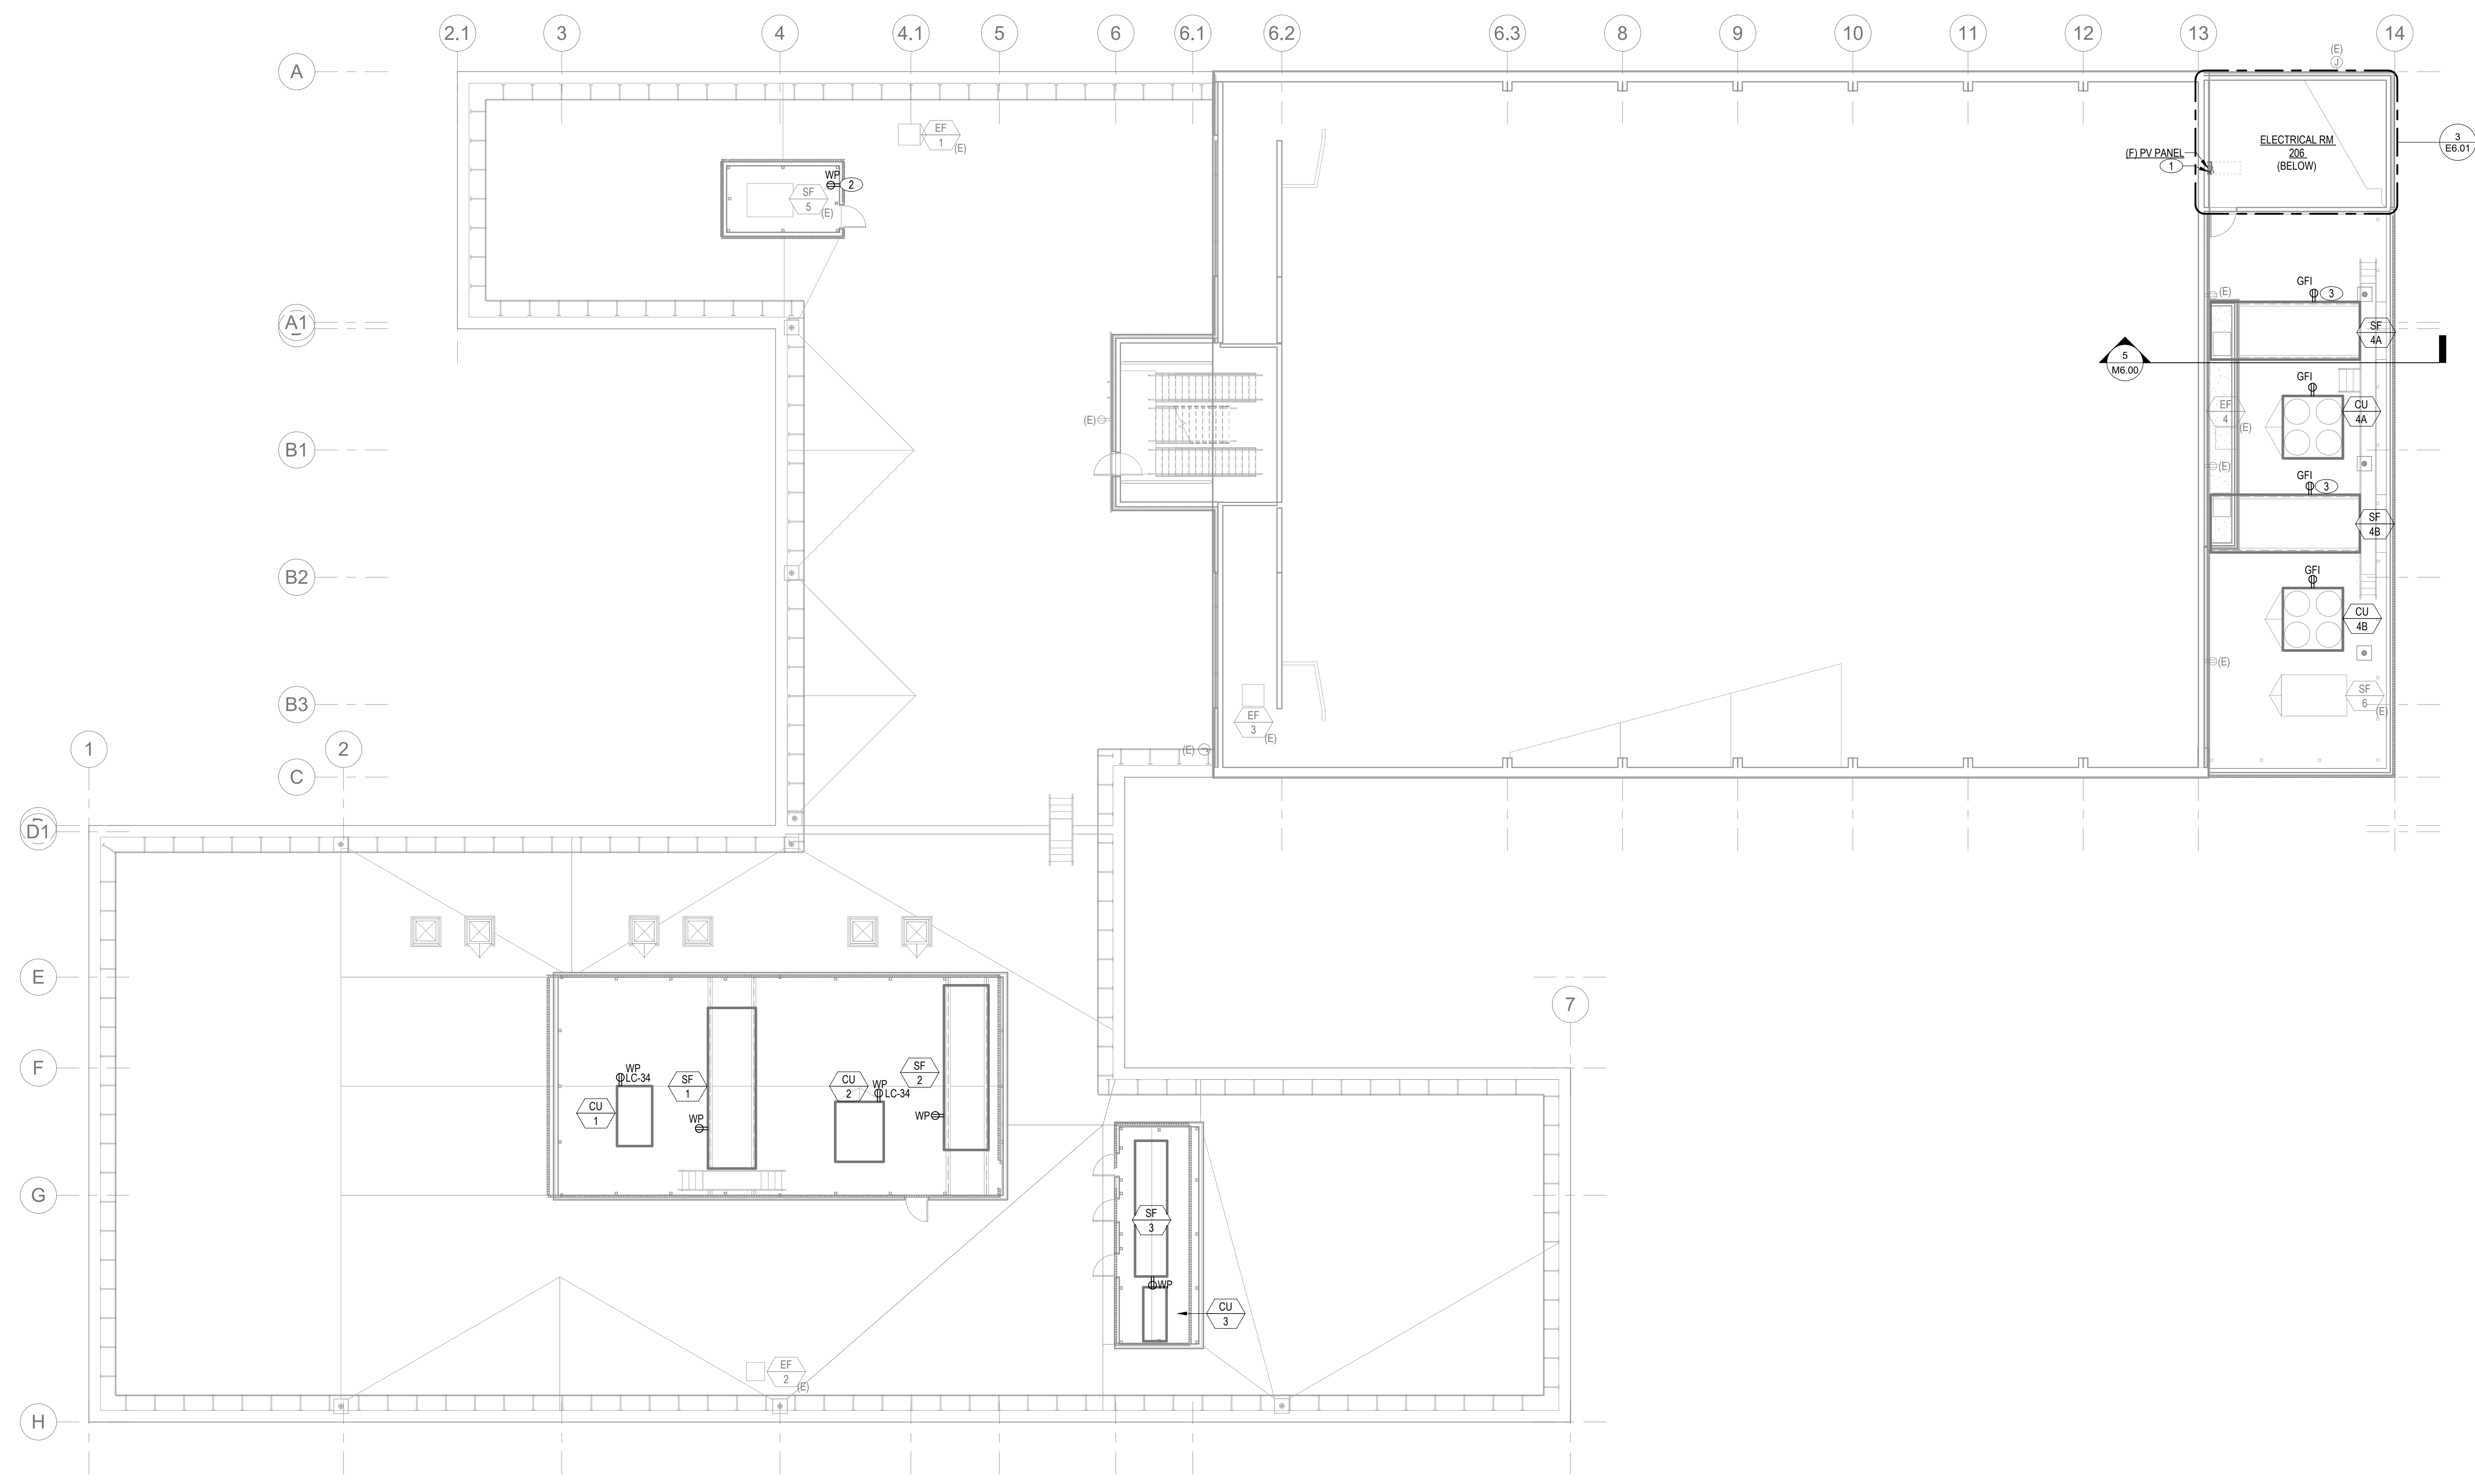 2.1 3 4 4.1 5 6 6.1 6.2 6.3 8 9 10 11 12 13 14
(E)
J
A
EF
1
(E)
ELECTRICAL RM
206
(BELOW)
3
E6.01
(F) PV PANEL
1
WP
2
SF
5
(E)
GFI
3
(E)
A1
SF
4A
5
M6.00
GFI
CU
4A
EF
4
(E)
(E)
B1
(E)
GFI
3
SF
4B
B2
GFI
CU
4B
(E)
SF
6
(E)
B3
EF
3
(E)
(E)
1
2
C
D1
E
7
F
WP
LC-34
SF
1
CU
2
WP
LC-34
SF
2
CU
1
WP
WP
G
SF
3
WP
CU
3
EF
2
(E)
H